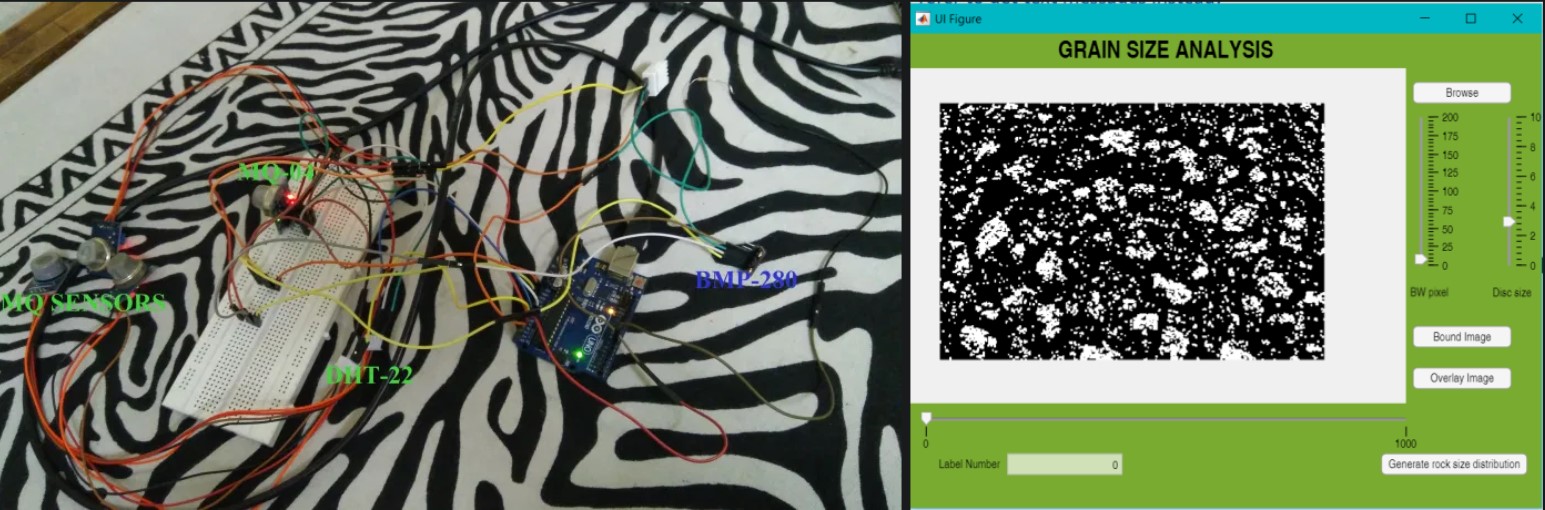 MQ-04
MQ SENSORS
DHT-22
BMP-280
UNO
UI Figure
GRAIN SIZE ANALYSIS
Browse
200
175
150
125
100
75
50
25
0
10
8
6
4
2
0
BW pixel
Disc size
Bound Image
Overlay Image
0
1000
Label Number
0
Generate rock size distribution